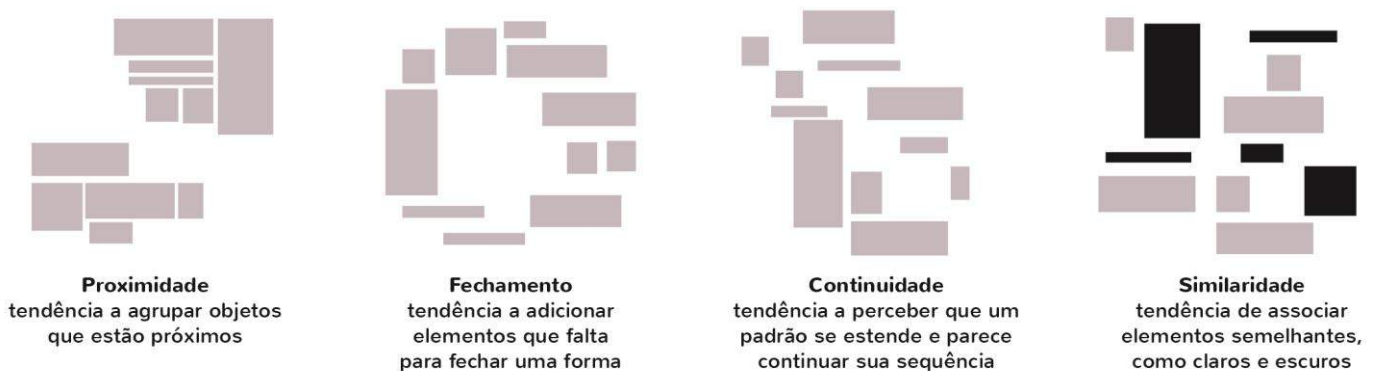 Proximidade
tendência a agrupar objetos
que estão próximos
Fechamento
tendência a adicionar
elementos que falta
para fechar uma forma
Continuidade
tendência a perceber que um
padrão se estende e parece
continuar sua sequência
Similaridade
tendência de associar
elementos semelhantes,
como claros e escuros